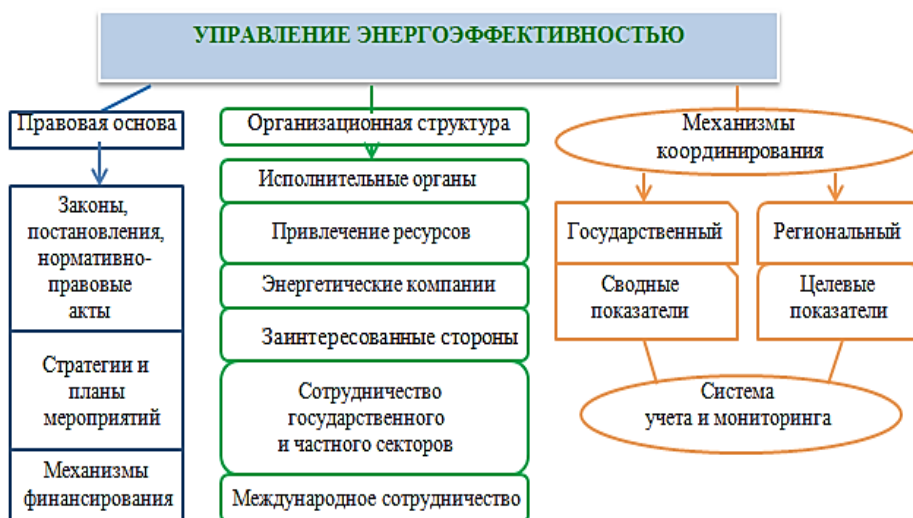 УПРАВЛЕНИЕ ЭНЕРГОЭФФЕКТИВНОСТЬЮ
Правовая основа
Законы,
постановления,
нормативно-
правовые
акты
Стратегии и
планы
мероприятий
Механизмы
финансирования
Организационная структура
Исполнительные органы
Привлечение ресурсов
Энергетические компании
Заинтересованные стороны
Сотрудничество
государственного
и частного секторов
Международное сотрудничество
Механизмы
координирования
Государственный
Сводные
показатели
Региональный
Целевые
показатели
Система
учета и мониторинга